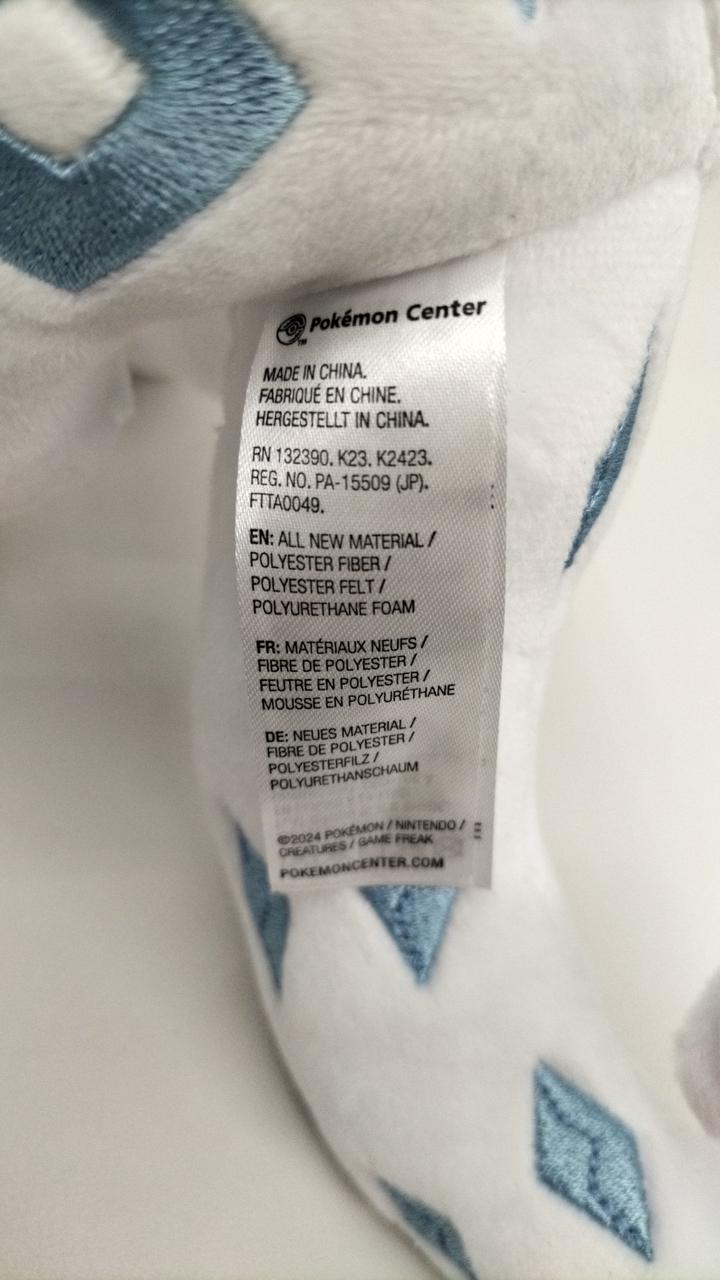 Pokémon Center
TM
MADE IN CHINA.
FABRIQUÉ EN CHINE.
HERGESTELLT IN CHINA.
RN 132390. K23. K2423.
REG. NO. PA-15509 (JP).
FTTA0049.
EN: ALL NEW MATERIAL /
POLYESTER FIBER /
POLYESTER FELT /
POLYURETHANE FOAM
FR: MATÉRIAUX NEUFS /
FIBRE DE POLYESTER /
FEUTRE EN POLYESTER /
MOUSSE EN POLYURÉTHANE
DE: NEUES MATERIAL /
FIBRE DE POLYESTER /
POLYESTERFILZ /
POLYURETHANSCHAUM
©2024 POKÉMON / NINTENDO /
CREATURES / GAME FREAK
POKEMONCENTER.COM